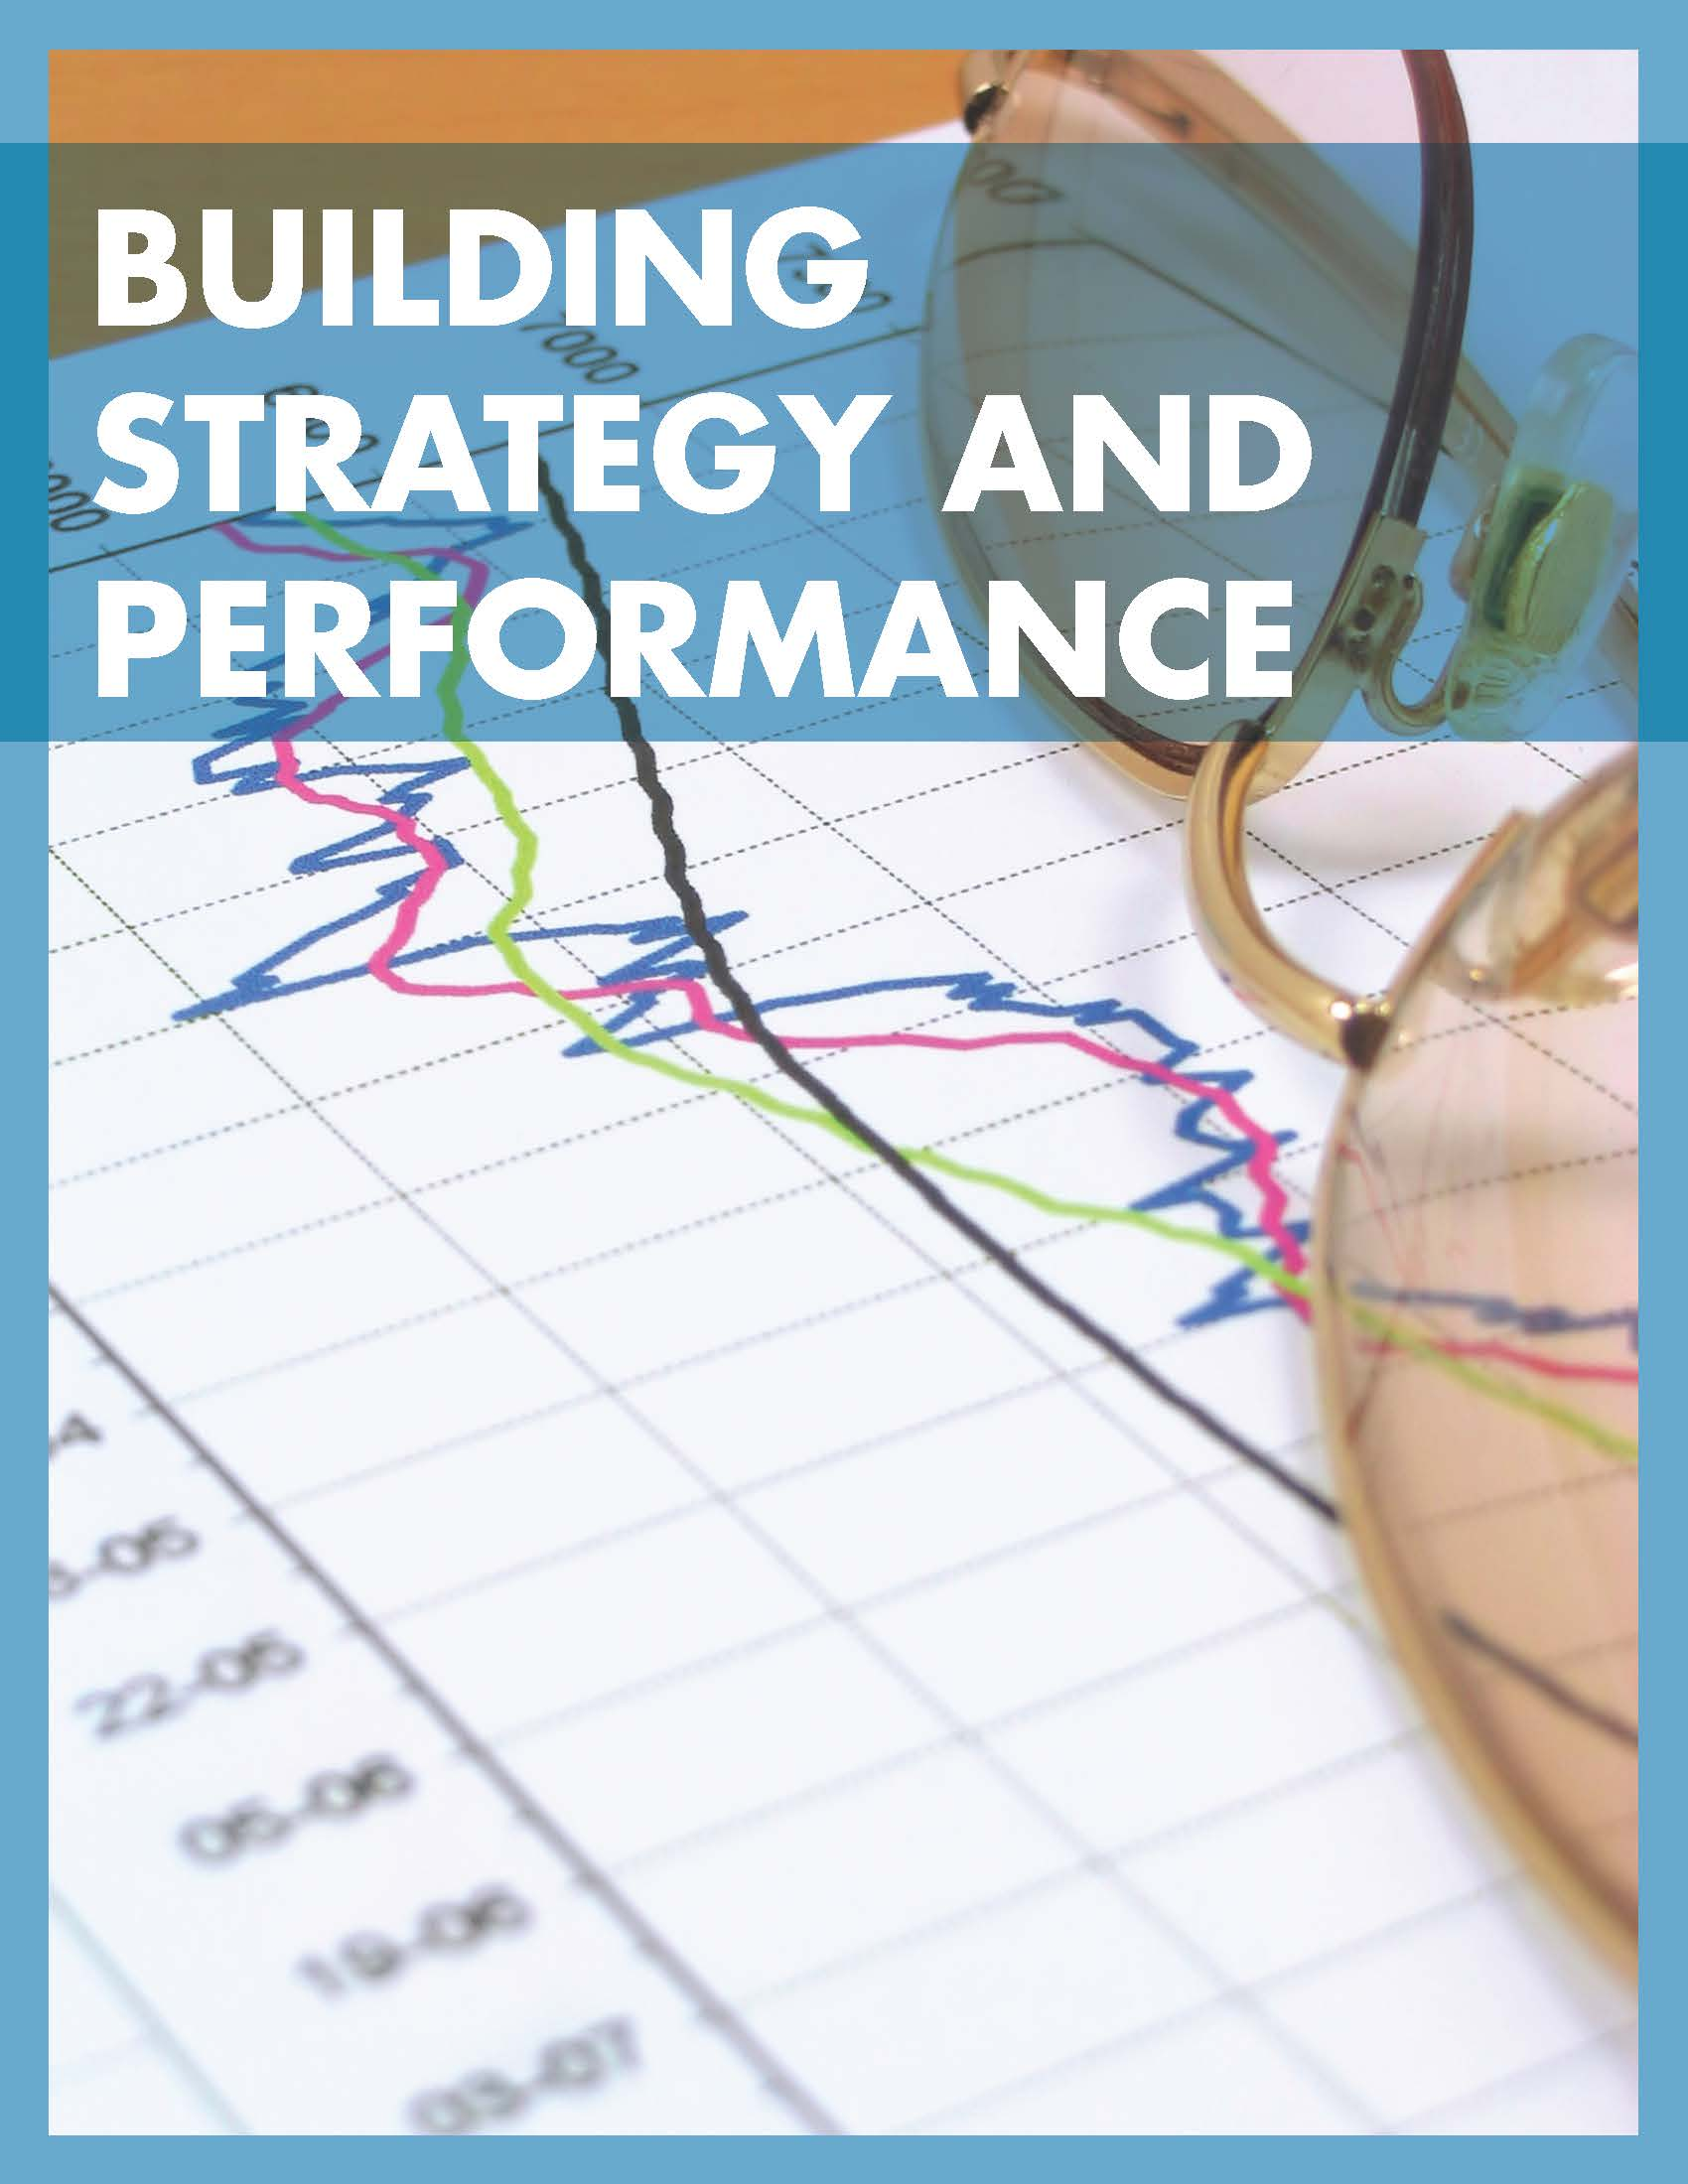 BUILDING
STRATEGY AND
PERFORMANCE
7000
22-05
05-06
19-06
03-07